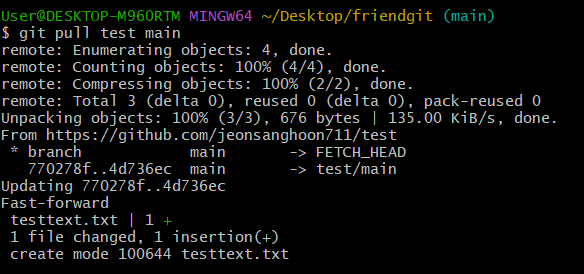 User@DESKTOP-M960RTM MINGW64 ~/Desktop/friendgit (main)
$ git pull test main
remote: Enumerating objects: 4, done.
remote: Counting objects: 100% (4/4), done.
remote: Compressing objects: 100% (2/2), done.
remote: Total 3 (delta 0), reused 0 (delta 0), pack-reused 0
Unpacking objects: 100% (3/3), 676 bytes | 135.00 KiB/s, done.
From https://github.com/jeonsanghoon711/test
 * branch            main       -> FETCH_HEAD
   770278f..4d736ec  main       -> test/main
Updating 770278f..4d736ec
Fast-forward
 testtext.txt | 1 +
 1 file changed, 1 insertion(+)
 create mode 100644 testtext.txt